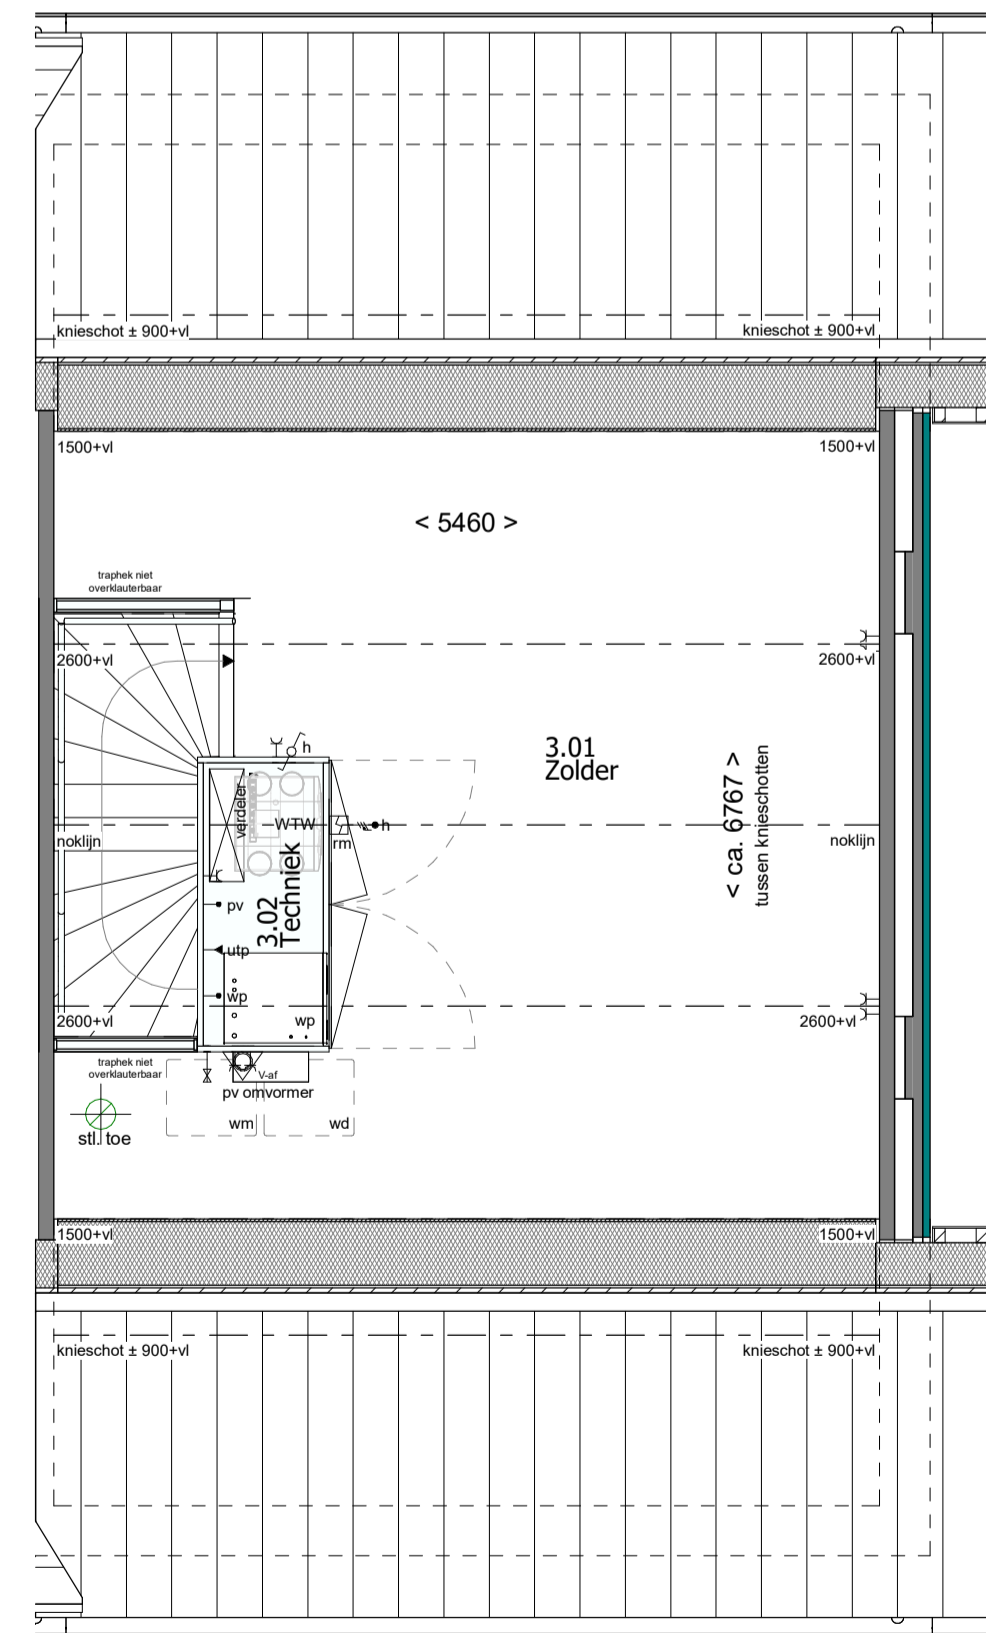 knieschot ± 900+vl
knieschot ± 900+vl
1500+vl
1500+vl
< 5460 >
traphek niet
overklauterbaar
2600+vl
2600+vl
h
3.01
Zolder
< ca. 6767 >
tussen knieschotten
verdeler
WTW
h
rm
noklijn
noklijn
3.02
Techniek
pv
utp
wp
wp
2600+vl
2600+vl
traphek niet
overklauterbaar
V-af
pv omvormer
wm
wd
stl. toe
1500+vl
1500+vl
knieschot ± 900+vl
knieschot ± 900+vl